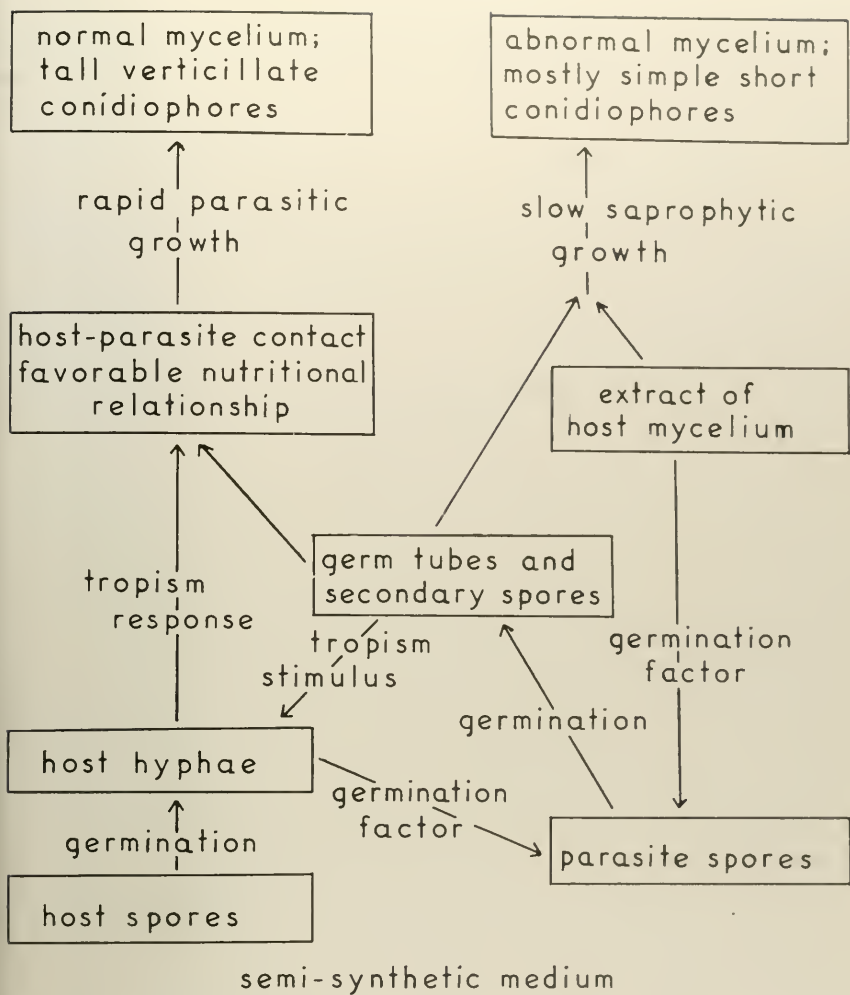 normal mycelium;
tall verticillate
conidiophores
abnormal mycelium;
mostly simple short
conidiophores
rapid parasitic
growth
slow saprophytic
growth
host-parasite contact
favorable nutritional
relationship
extract of
host mycelium
germ tubes and
secondary spores
tropism
response
tropism
stimulus
germination
factor
germination
host hyphae
germination
factor
parasite spores
germination
host spores
semi-synthetic medium